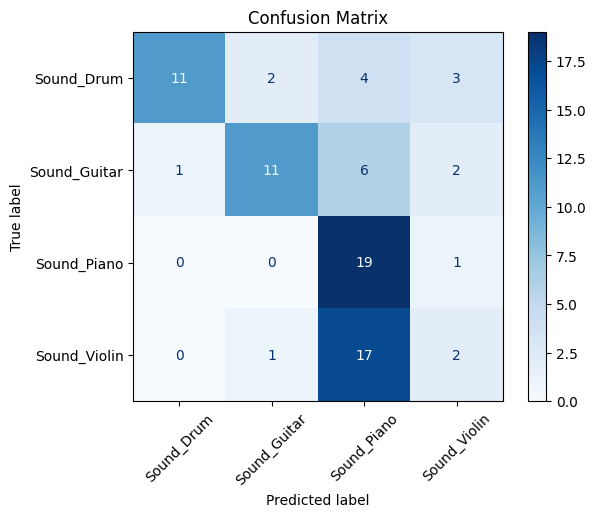 Confusion Matrix
True label
Sound_Drum 11 2 4 3
Sound_Guitar 1 11 6 2
Sound_Piano 0 0 19 1
Sound_Violin 0 1 17 2
Sound_Drum Sound_Guitar Sound_Piano Sound_Violin
Predicted label
17.5
15.0
12.5
10.0
7.5
5.0
2.5
0.0